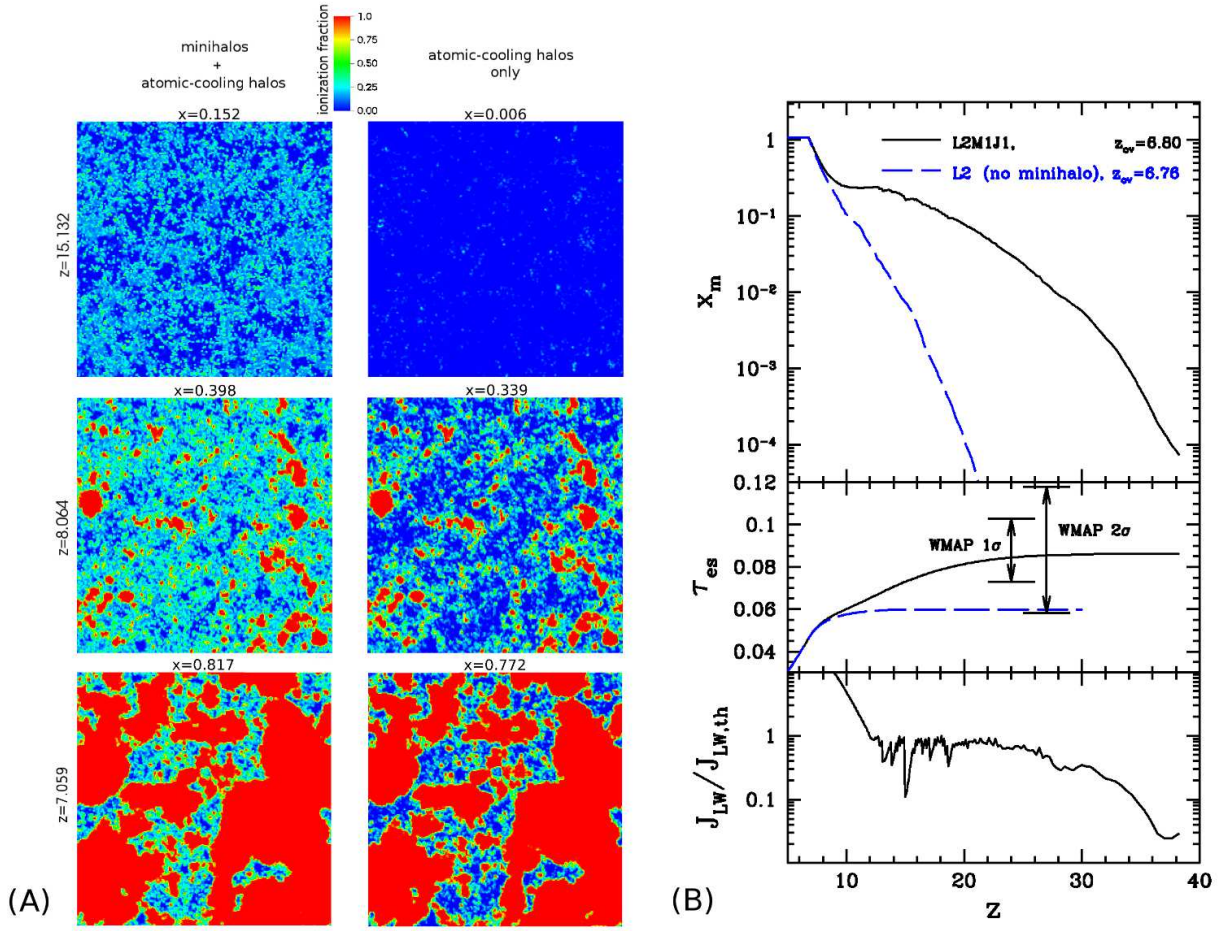 minihalos
+
atomic-cooling halos
ionization fraction
1.0
0.75
0.50
0.25
0.00
atomic-cooling halos
only
x=0.152
x=0.006
z=15.132
x=0.398
x=0.339
z=8.064
x=0.817
x=0.772
z=7.059
(A)
L2M1J1, z_ov=6.80
L2 (no minihalo), z_ov=6.76
1
10⁻¹
10⁻²
10⁻³
10⁻⁴
x_m
0.12
0.1
0.08
0.06
0.04
τ_es
WMAP 1σ
WMAP 2σ
1
0.1
J_LW/J_LW,th
10
20
30
40
z
(B)